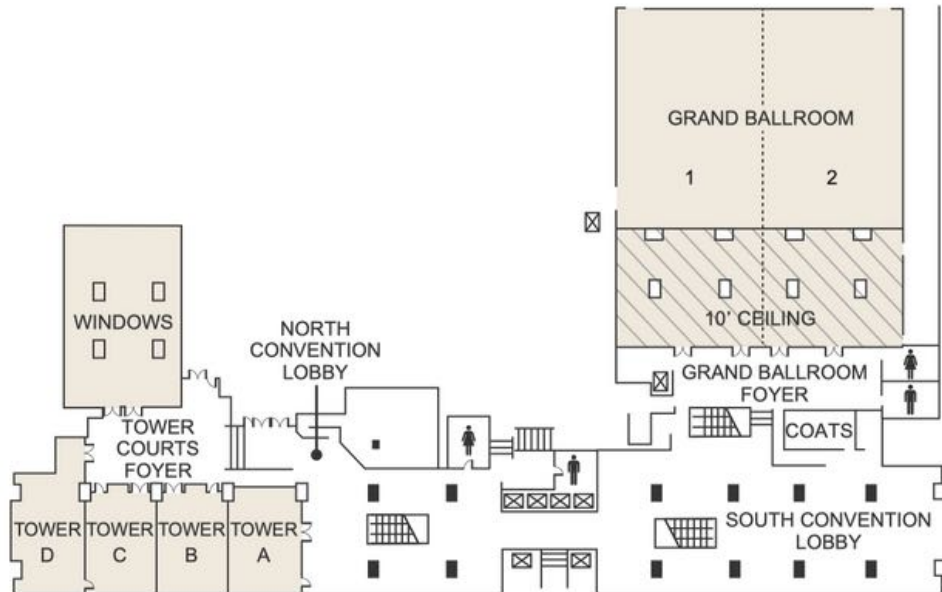 GRAND BALLROOM
1
2
10' CEILING
WINDOWS
NORTH
CONVENTION
LOBBY
GRAND BALLROOM
FOYER
TOWER
COURTS
FOYER
COATS
TOWER
D
TOWER
C
TOWER
B
TOWER
A
SOUTH CONVENTION
LOBBY